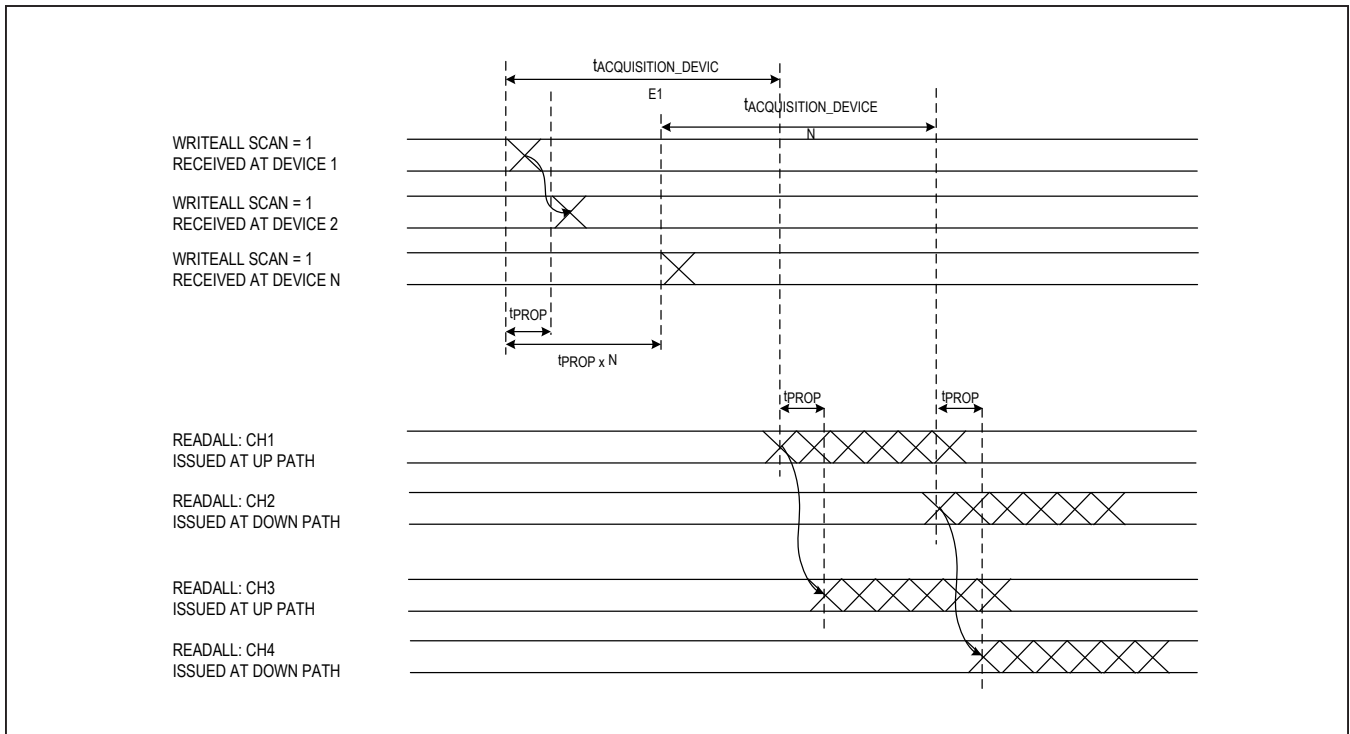 tACQUISITION_DEVIC
E1
tACQUISITION_DEVICE
N
WRITEALL SCAN = 1
RECEIVED AT DEVICE 1
WRITEALL SCAN = 1
RECEIVED AT DEVICE 2
WRITEALL SCAN = 1
RECEIVED AT DEVICE N
tPROP
tPROP x N
tPROP
tPROP
READALL: CH1
ISSUED AT UP PATH
READALL: CH2
ISSUED AT DOWN PATH
READALL: CH3
ISSUED AT UP PATH
READALL: CH4
ISSUED AT DOWN PATH